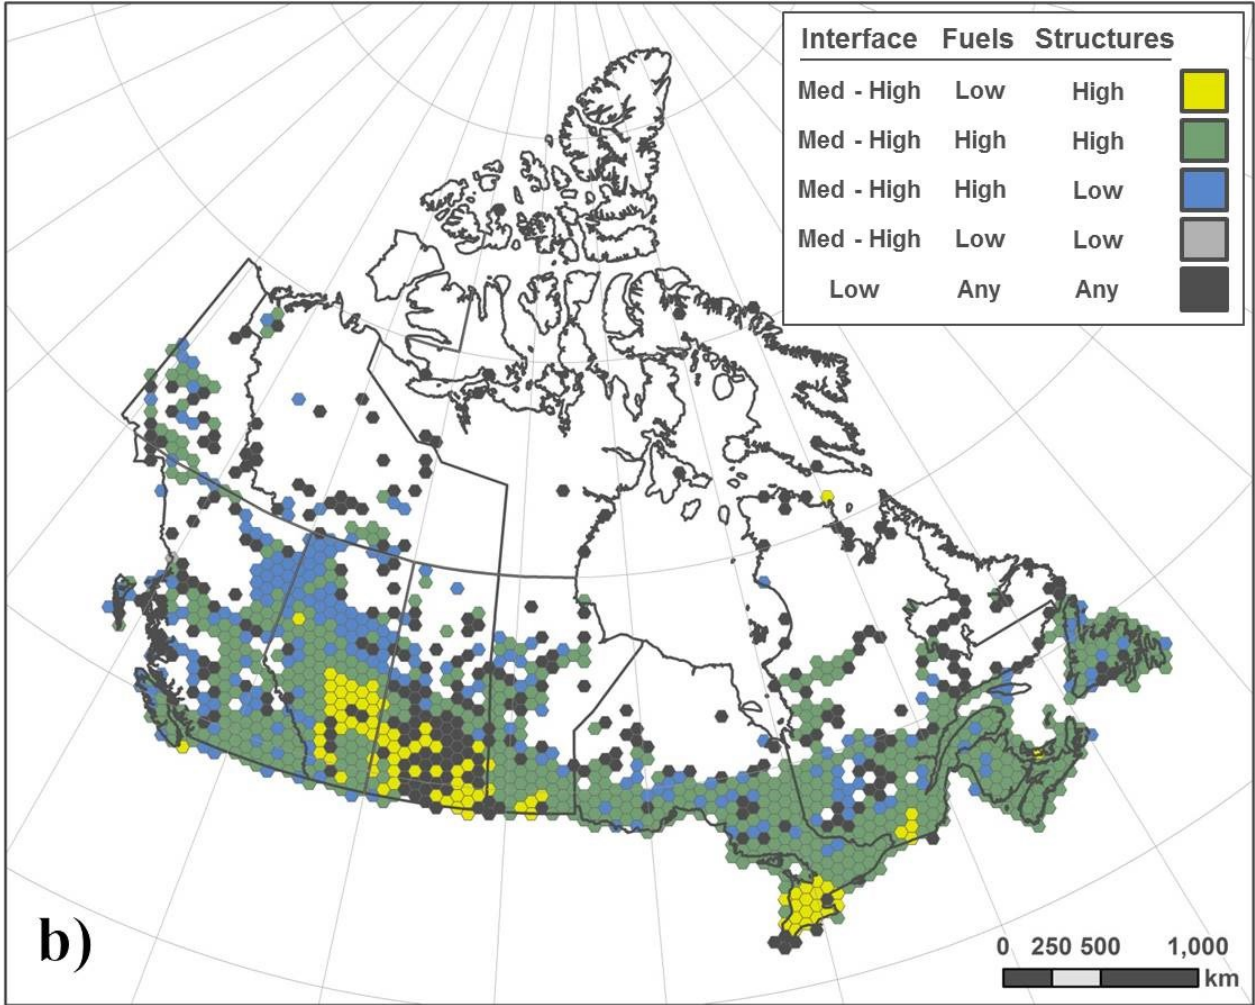 Interface Fuels Structures
Med - High Low High
Med - High High High
Med - High High Low
Med - High Low Low
Low Any Any
b)
0 250 500 1,000
km